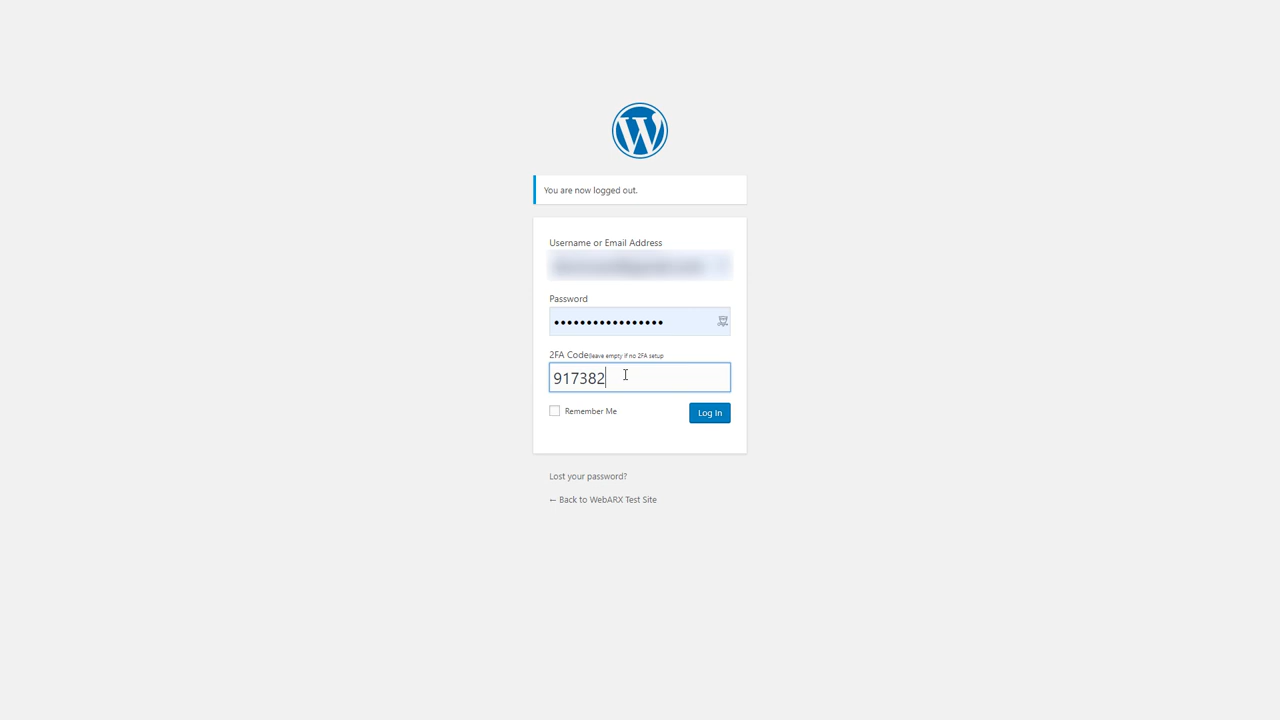 You are now logged out.
Username or Email Address
Password
•••••••••••••••••
2FA Code(leave empty if no 2FA setup
917382
Remember Me
Log In
Lost your password?
← Back to WebARX Test Site